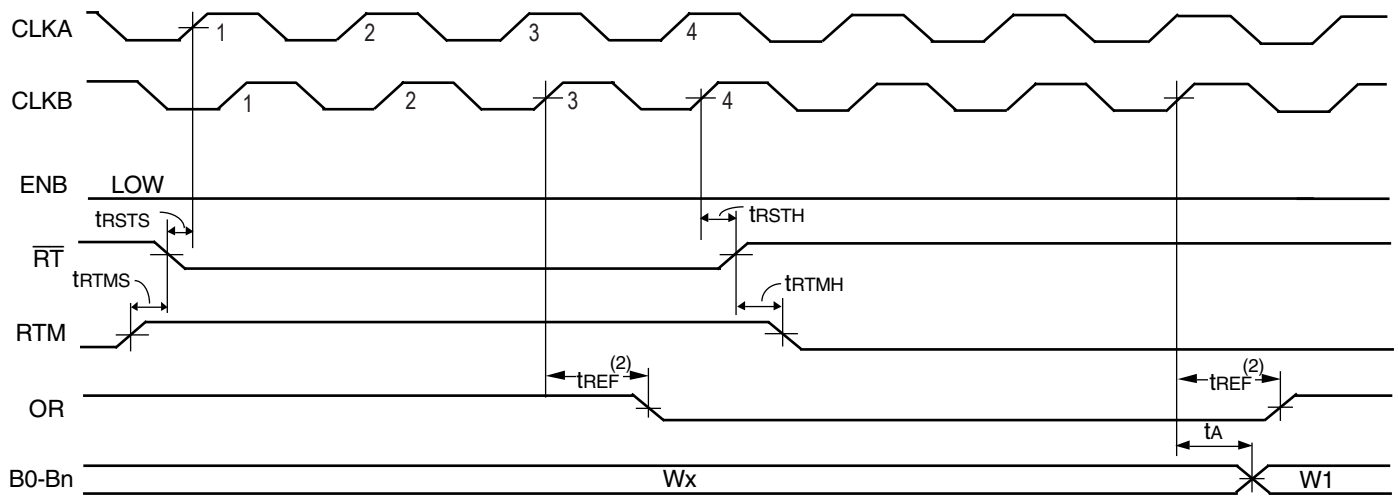 CLKA 1 2 3 4
CLKB 1 2 3 4
ENB LOW
tRSTS tRSTH
RT
tRTMS tRTMH
RTM
tREF(2) tREF(2)
OR
tA
B0-Bn Wx W1